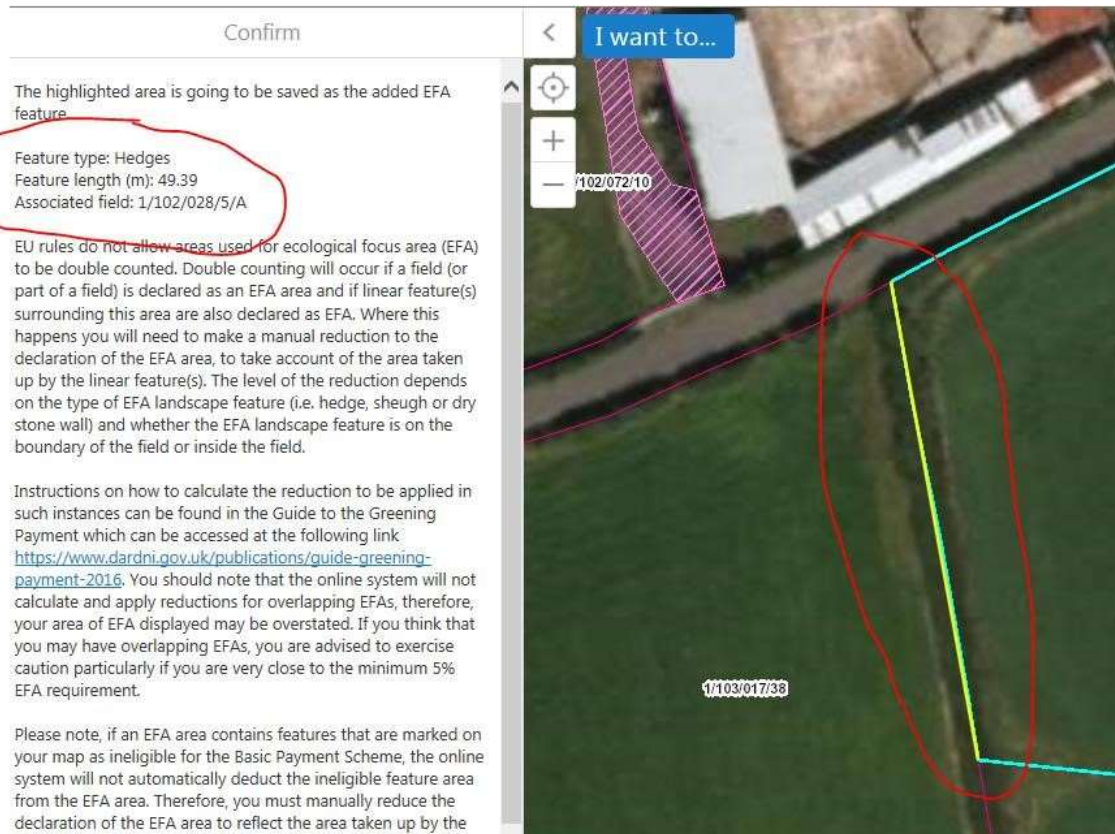 Confirm
The highlighted area is going to be saved as the added EFA
feature.
Feature type: Hedges
Feature length (m): 49.39
Associated field: 1/102/028/5/A
EU rules do not allow areas used for ecological focus area (EFA)
to be double counted. Double counting will occur if a field (or
part of a field) is declared as an EFA area and if linear feature(s)
surrounding this area are also declared as EFA. Where this
happens you will need to make a manual reduction to the
declaration of the EFA area, to take account of the area taken
up by the linear feature(s). The level of the reduction depends
on the type of EFA landscape feature (i.e. hedge, sheugh or dry
stone wall) and whether the EFA landscape feature is on the
boundary of the field or inside the field.
Instructions on how to calculate the reduction to be applied in
such instances can be found in the Guide to the Greening
Payment which can be accessed at the following link
https://www.dardni.gov.uk/publications/guide-greening-
payment-2016. You should note that the online system will not
calculate and apply reductions for overlapping EFAs, therefore,
your area of EFA displayed may be overstated. If you think that
you may have overlapping EFAs, you are advised to exercise
caution particularly if you are very close to the minimum 5%
EFA requirement.
Please note, if an EFA area contains features that are marked on
your map as ineligible for the Basic Payment Scheme, the online
system will not automatically deduct the ineligible feature area
from the EFA area. Therefore, you must manually reduce the
declaration of the EFA area to reflect the area taken up by the
I want to...
/102/072/10
1/103/017/38